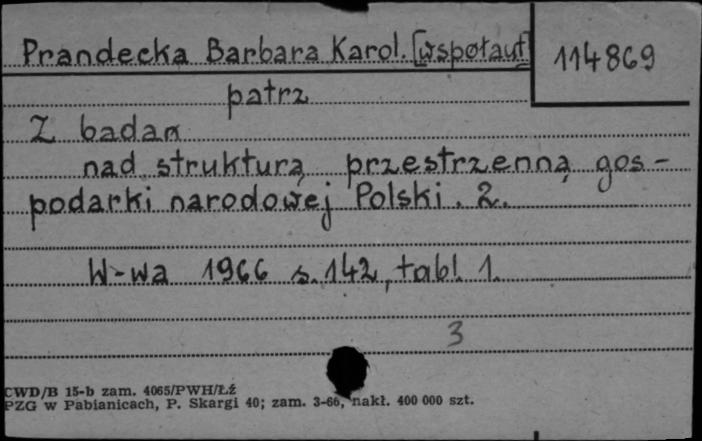 Prandecka Barbara Karol. [współaut
114869
patrz
Z badań
nad strukturą przestrzenną gos-
podarki narodowej Polski. 2.
W-wa 1966 s. 142, tabl. 1.
3
CWD/B 15-b zam. 4065/PWH/Łź
PZG w Pabianicach, P. Skargi 40; zam. 3-66, nakł. 400 000 szt.